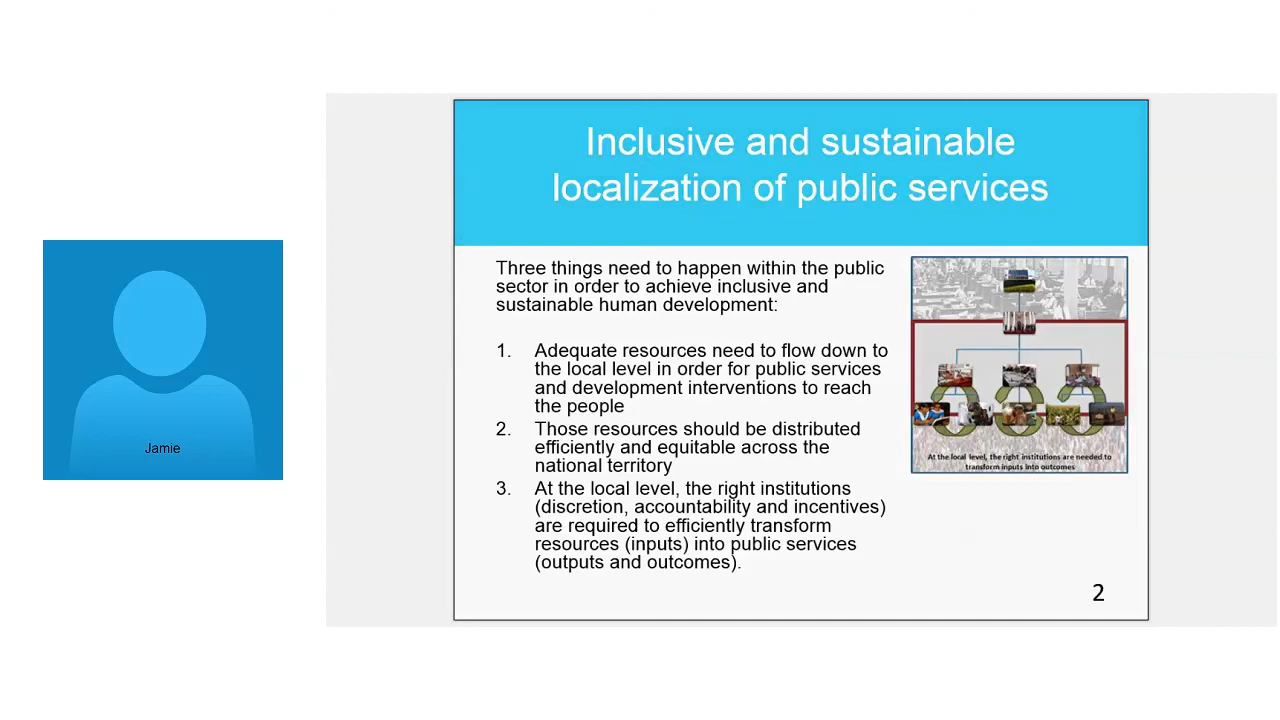 Inclusive and sustainable
localization of public services
Three things need to happen within the public
sector in order to achieve inclusive and
sustainable human development:
1. Adequate resources need to flow down to
the local level in order for public services
and development interventions to reach
the people
2. Those resources should be distributed
efficiently and equitable across the
national territory
3. At the local level, the right institutions
(discretion, accountability and incentives)
are required to efficiently transform
resources (inputs) into public services
(outputs and outcomes).
At the local level, the right institutions are needed to
transform inputs into outcomes
2
Jamie